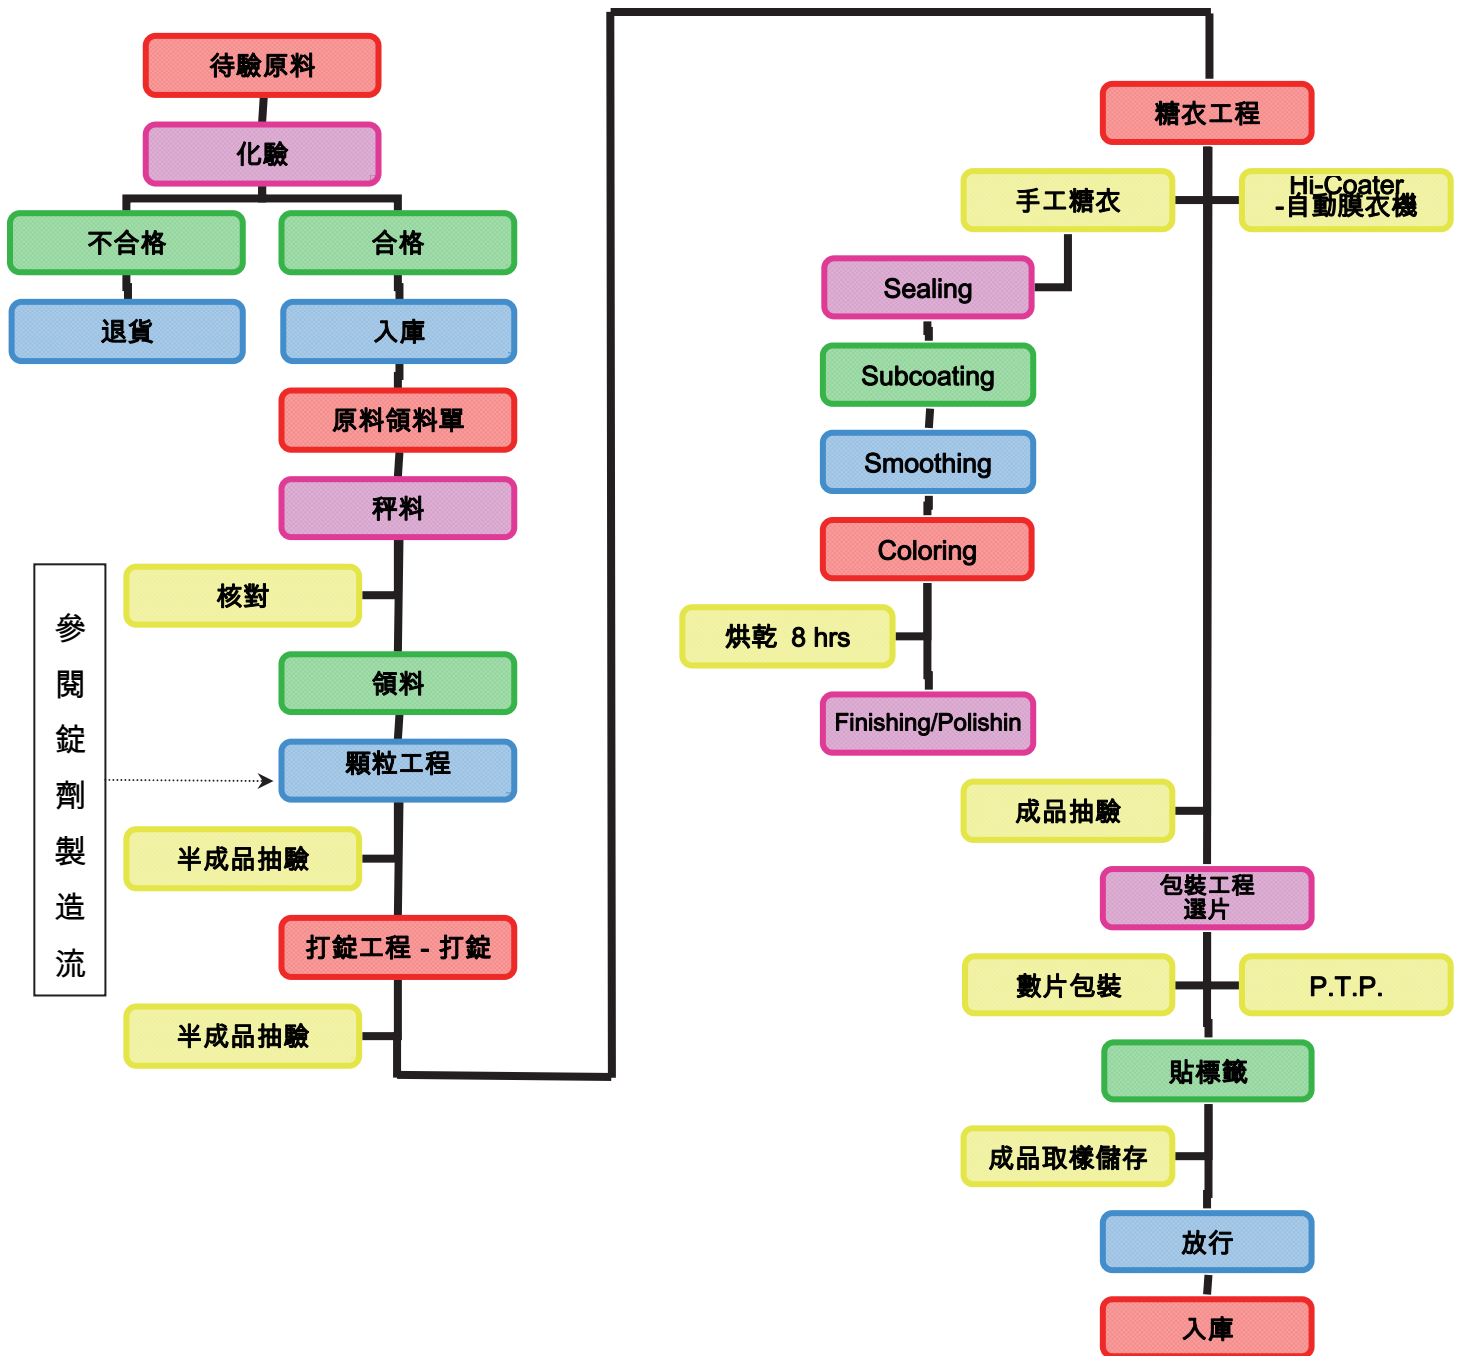 待驗原料
化驗
不合格
合格
退貨
入庫
原料領料單
秤料
核對
領料
顆粒工程
半成品抽驗
打錠工程 - 打錠
半成品抽驗
參
閱
錠
劑
製
造
流
糖衣工程
手工糖衣
Hi-Coater
-自動膜衣機
Sealing
Subcoating
Smoothing
Coloring
烘乾 8 hrs
Finishing/Polishin
成品抽驗
包裝工程
選片
數片包裝
P.T.P.
貼標籤
成品取樣儲存
放行
入庫